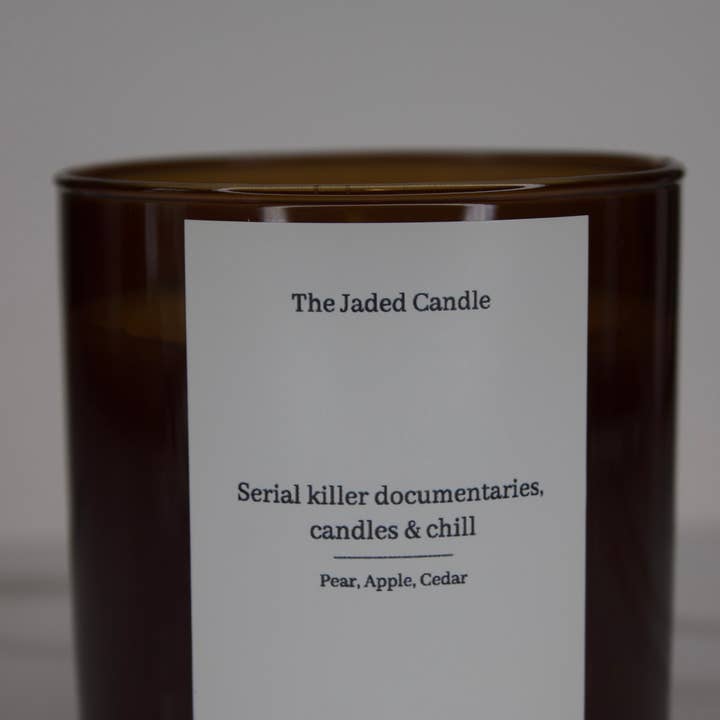 The Jaded Candle
Serial killer documentaries,
candles & chill
Pear, Apple, Cedar